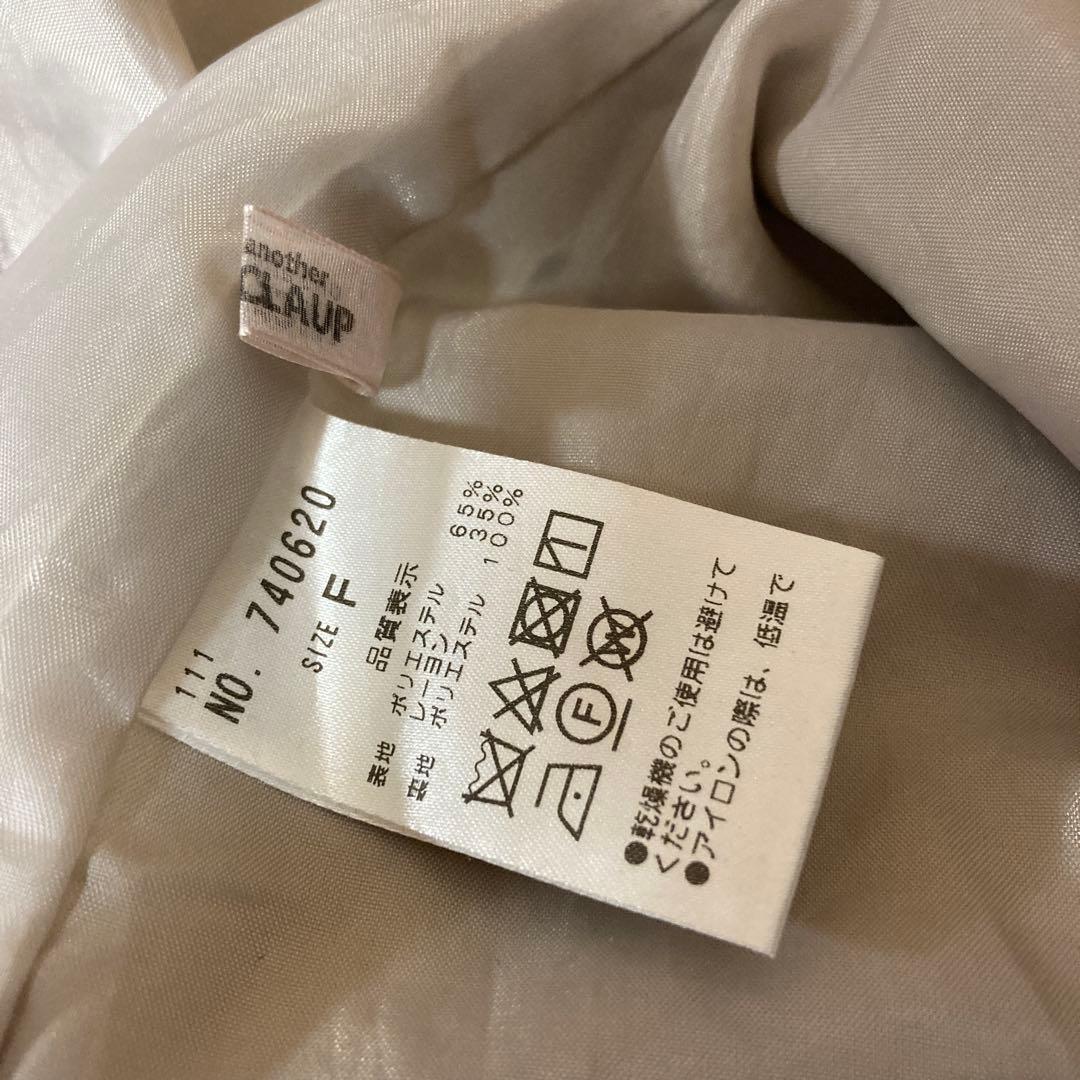 another
CLAUP
111
NO. 740620
SIZE F
品質表示
表地 ポリエステル 65%
レーヨン 35%
裏地 ポリエステル 100%
W
F
●乾燥機のご使用は避けて
ください。
●アイロンの際は、低温で